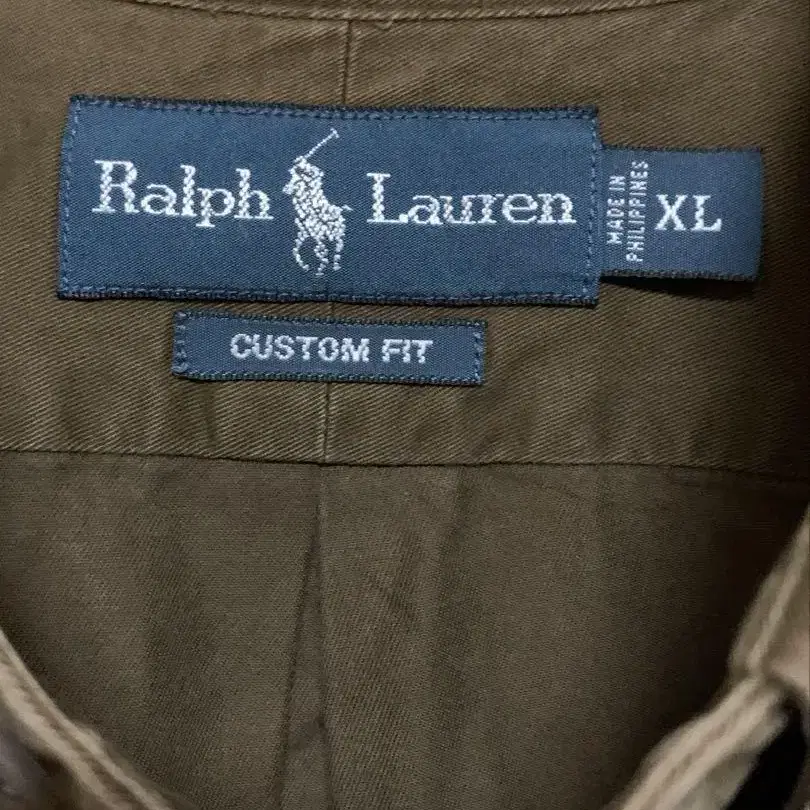 Ralph Lauren
MADE IN
PHILIPPINES
XL
CUSTOM FIT